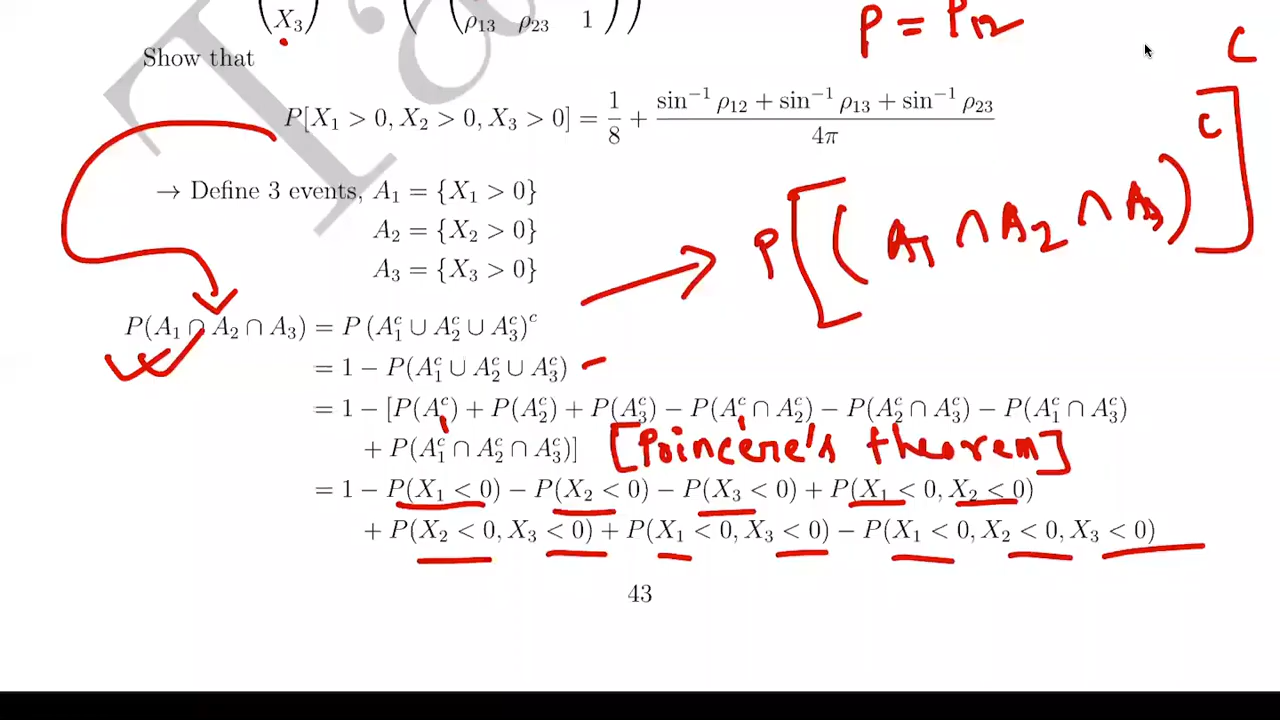 (X₃) ( (ρ₁₃ ρ₂₃ 1))
P = P₁₂
Show that
P[X₁ > 0, X₂ > 0, X₃ > 0] = 1/8 + (sin⁻¹ ρ₁₂ + sin⁻¹ ρ₁₃ + sin⁻¹ ρ₂₃)/4π
→ Define 3 events, A₁ = {X₁ > 0}
A₂ = {X₂ > 0}
A₃ = {X₃ > 0}
P[(A₁ ∩ A₂ ∩ A₃)ᶜ]ᶜ
P(A₁ ∩ A₂ ∩ A₃) = P (A₁ᶜ ∪ A₂ᶜ ∪ A₃ᶜ)ᶜ
= 1 − P(A₁ᶜ ∪ A₂ᶜ ∪ A₃ᶜ)
= 1 − [P(A₁ᶜ) + P(A₂ᶜ) + P(A₃ᶜ) − P(A₁ᶜ ∩ A₂ᶜ) − P(A₂ᶜ ∩ A₃ᶜ) − P(A₁ᶜ ∩ A₃ᶜ)
+ P(A₁ᶜ ∩ A₂ᶜ ∩ A₃ᶜ)] [Poincere's theorem]
= 1 − P(X₁ < 0) − P(X₂ < 0) − P(X₃ < 0) + P(X₁ < 0, X₂ < 0)
+ P(X₂ < 0, X₃ < 0) + P(X₁ < 0, X₃ < 0) − P(X₁ < 0, X₂ < 0, X₃ < 0)
43